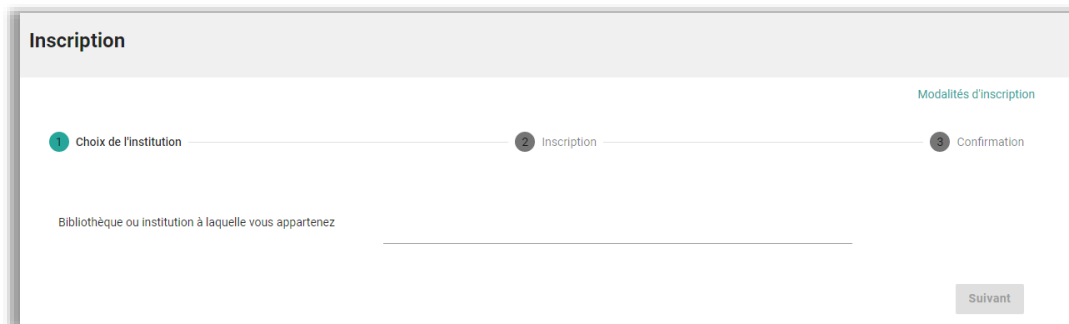 Inscription
Modalités d'inscription
1 Choix de l'institution 2 Inscription 3 Confirmation
Bibliothèque ou institution à laquelle vous appartenez
Suivant